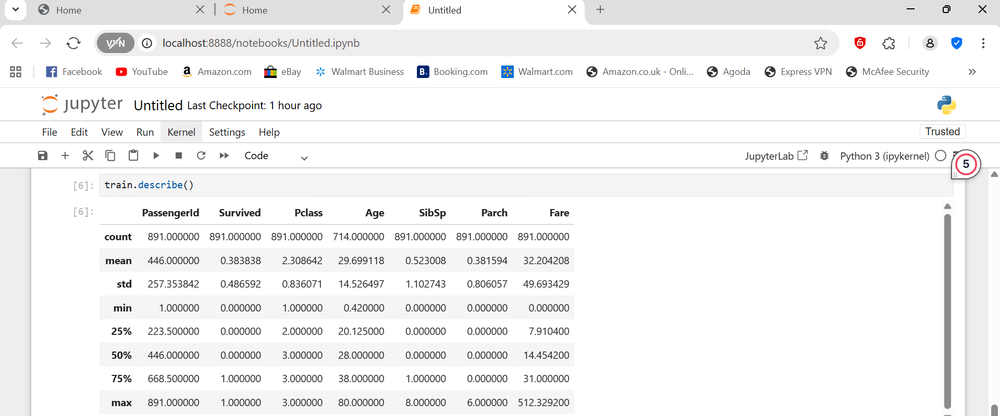 Home
Home
Untitled
VPN
localhost:8888/notebooks/Untitled.ipynb
Facebook YouTube Amazon.com eBay Walmart Business Booking.com Walmart.com Amazon.co.uk - Onli... Agoda Express VPN McAfee Security
jupyter Untitled Last Checkpoint: 1 hour ago
File Edit View Run Kernel Settings Help Trusted
Code JupyterLab Python 3 (ipykernel) 5
[6]: train.describe()
[6]: PassengerId Survived Pclass Age SibSp Parch Fare
count 891.000000 891.000000 891.000000 714.000000 891.000000 891.000000 891.000000
mean 446.000000 0.383838 2.308642 29.699118 0.523008 0.381594 32.204208
std 257.353842 0.486592 0.836071 14.526497 1.102743 0.806057 49.693429
min 1.000000 0.000000 1.000000 0.420000 0.000000 0.000000 0.000000
25% 223.500000 0.000000 2.000000 20.125000 0.000000 0.000000 7.910400
50% 446.000000 0.000000 3.000000 28.000000 0.000000 0.000000 14.454200
75% 668.500000 1.000000 3.000000 38.000000 1.000000 0.000000 31.000000
max 891.000000 1.000000 3.000000 80.000000 8.000000 6.000000 512.329200